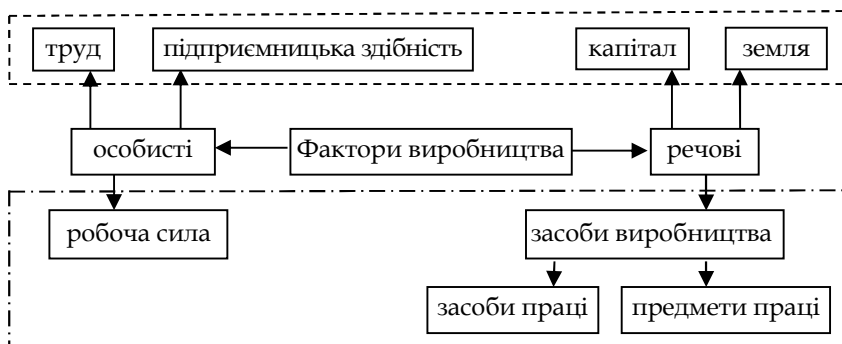 труд
підприємницька здібність
капітал
земля
особисті
Фактори виробництва
речові
робоча сила
засоби виробництва
засоби праці
предмети праці